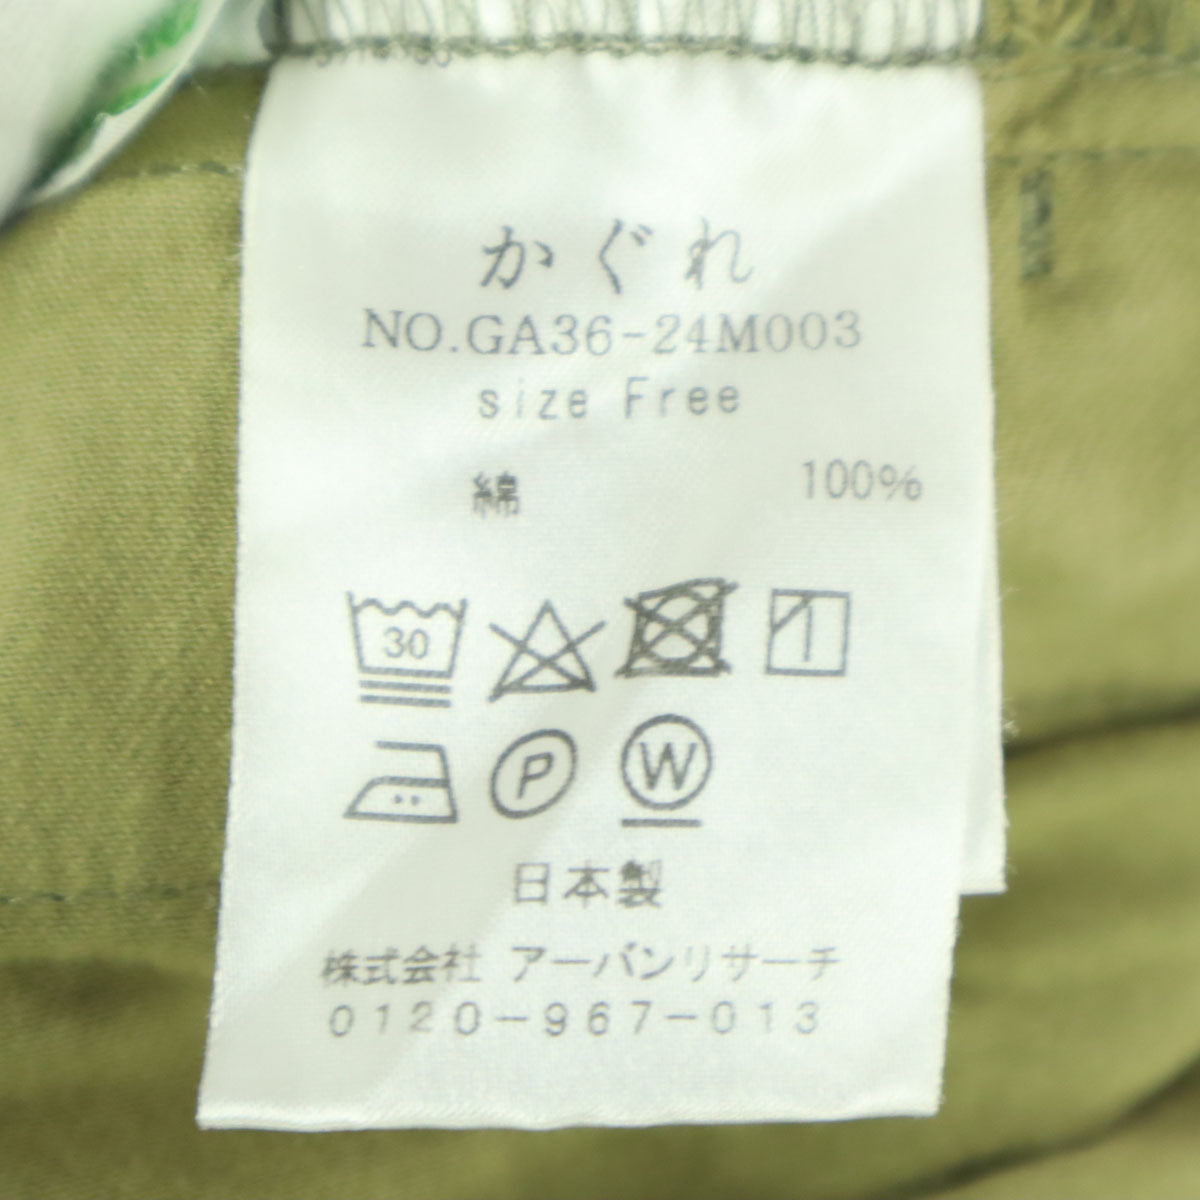 かぐれ
NO.GA36-24M003
size Free
綿 100%
30
P W
日本製
株式会社 アーバンリサーチ
0120-967-013